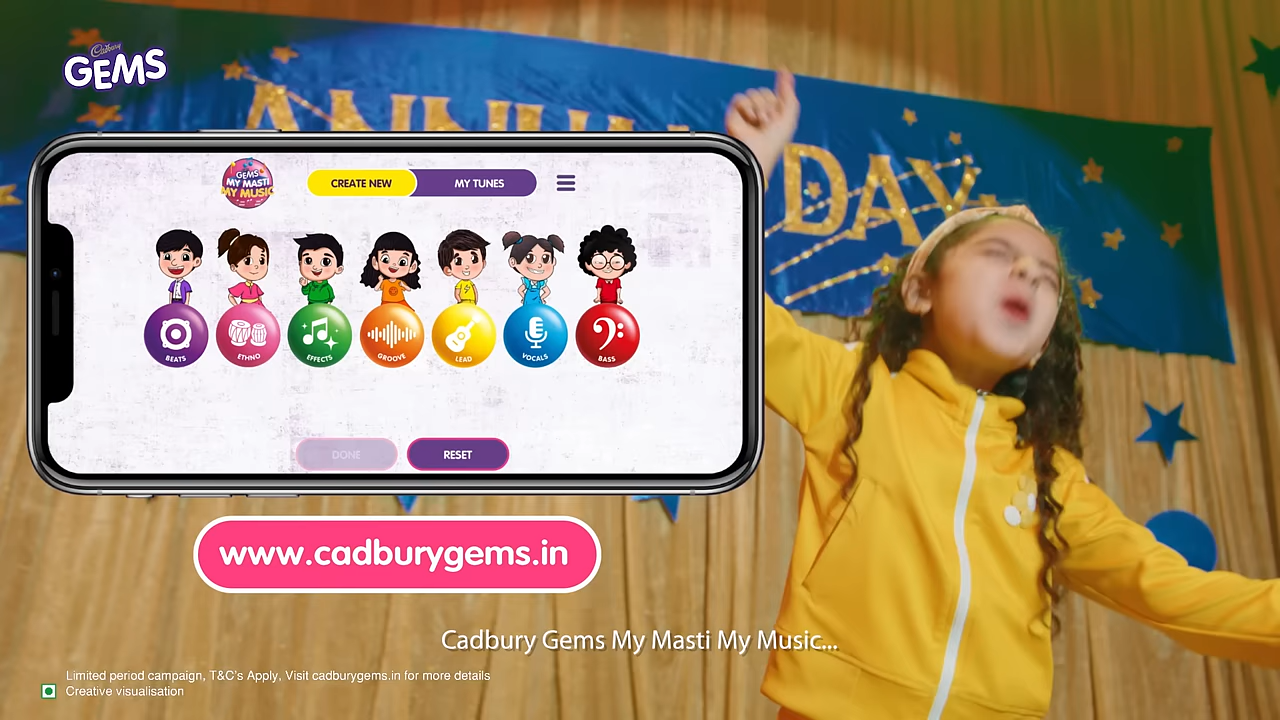 Cadbury
GEMS
ANNUAL DAY
GEMS
MY MASTI
MY MUSIC
CREATE NEW
MY TUNES
BEATS
ETHNO
EFFECTS
GROOVE
LEAD
VOCALS
BASS
DONE
RESET
www.cadburygems.in
Cadbury Gems My Masti My Music...
Limited period campaign, T&C's Apply, Visit cadburygems.in for more details
Creative visualisation